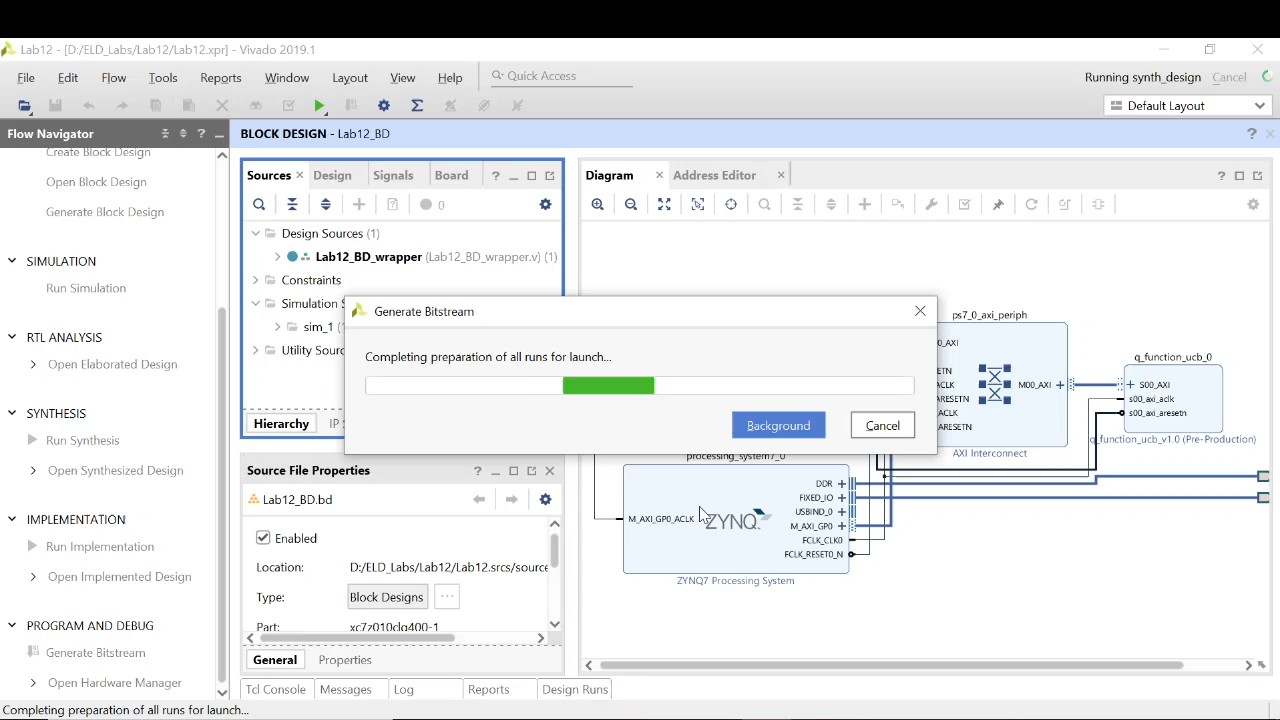 Lab12 - [D:/ELD_Labs/Lab12/Lab12.xpr] - Vivado 2019.1
File Edit Flow Tools Reports Window Layout View Help Quick Access
Running synth_design Cancel
Default Layout
Flow Navigator
Create Block Design
Open Block Design
Generate Block Design
SIMULATION
Run Simulation
RTL ANALYSIS
Open Elaborated Design
SYNTHESIS
Run Synthesis
Open Synthesized Design
IMPLEMENTATION
Run Implementation
Open Implemented Design
PROGRAM AND DEBUG
Generate Bitstream
Open Hardware Manager
BLOCK DESIGN - Lab12_BD
Sources Design Signals Board
0
Design Sources (1)
Lab12_BD_wrapper (Lab12_BD_wrapper.v) (1)
Constraints
Simulation S
sim_1 (
Utility Sourc
Hierarchy IP S
Generate Bitstream
Completing preparation of all runs for launch...
Background Cancel
Source File Properties
Lab12_BD.bd
Enabled
Location: D:/ELD_Labs/Lab12/Lab12.srcs/source
Type: Block Designs
Part: xc7z010clg400-1
General Properties
Tcl Console Messages Log Reports Design Runs
Diagram Address Editor
ps7_0_axi_periph
0_AXI
ETN
ACLK
ARESETN
ACLK
ARESETN
M00_AXI
AXI Interconnect
q_function_ucb_0
S00_AXI
s00_axi_aclk
s00_axi_aresetn
q_function_ucb_v1.0 (Pre-Production)
processing_system7_0
M_AXI_GP0_ACLK
ZYNQ
DDR
FIXED_IO
USBIND_0
M_AXI_GP0
FCLK_CLK0
FCLK_RESET0_N
ZYNQ7 Processing System
Completing preparation of all runs for launch...